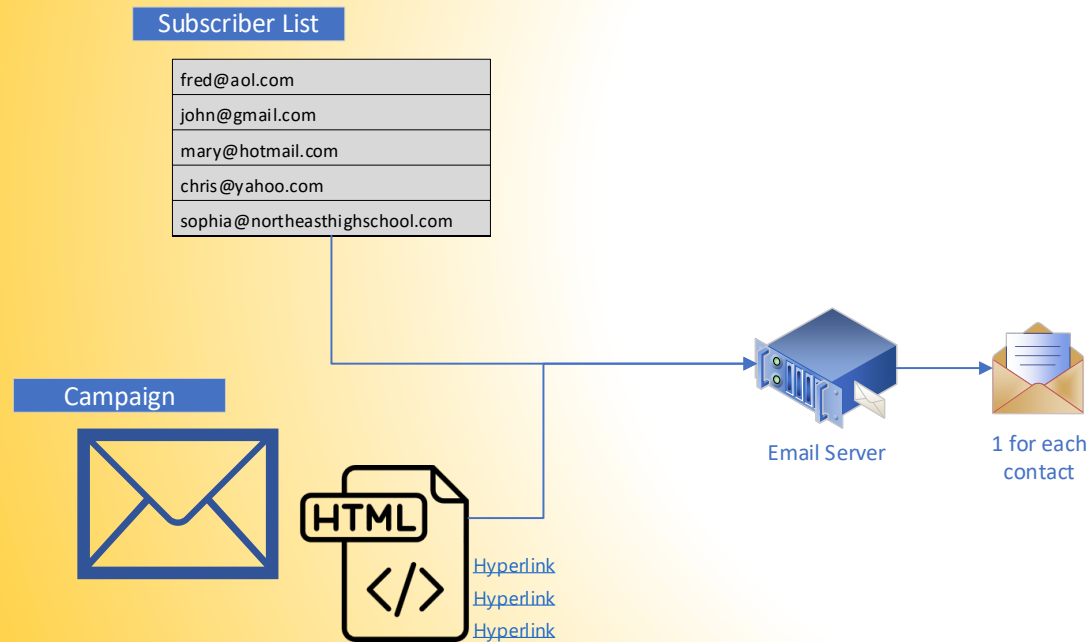 Subscriber List
fred@aol.com
john@gmail.com
mary@hotmail.com
chris@yahoo.com
sophia@northeasthighschool.com
Campaign
HTML
</>
Hyperlink
Hyperlink
Hyperlink
Email Server
1 for each
contact